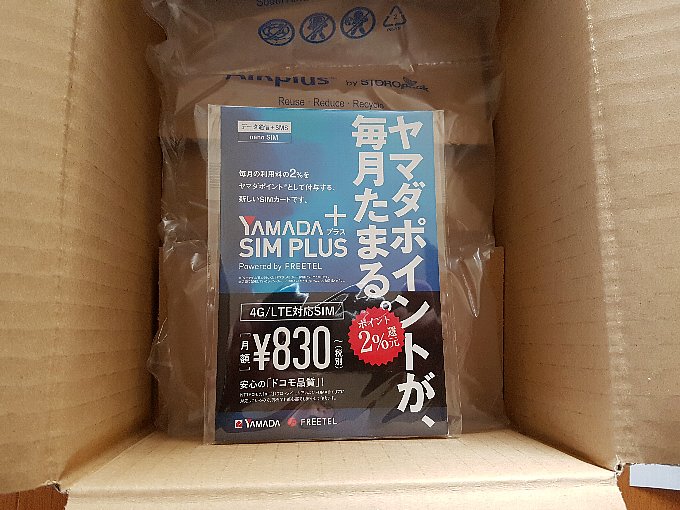 Airplus® by STOROpack
Reuse · Reduce · Recycle
データ通信+SMS
nano SIM
ヤマダポイントが、
毎月たまる。
毎月の利用料の2%を
ヤマダポイントとして付与する、
新しいSIMカードです。
YAMADA+
プラス
SIM PLUS
Powered by FREETEL
4G/LTE対応SIM
[月額] ¥830~(税別)
安心の「ドコモ品質」!
ポイント
2%還元
YAMADA FREETEL